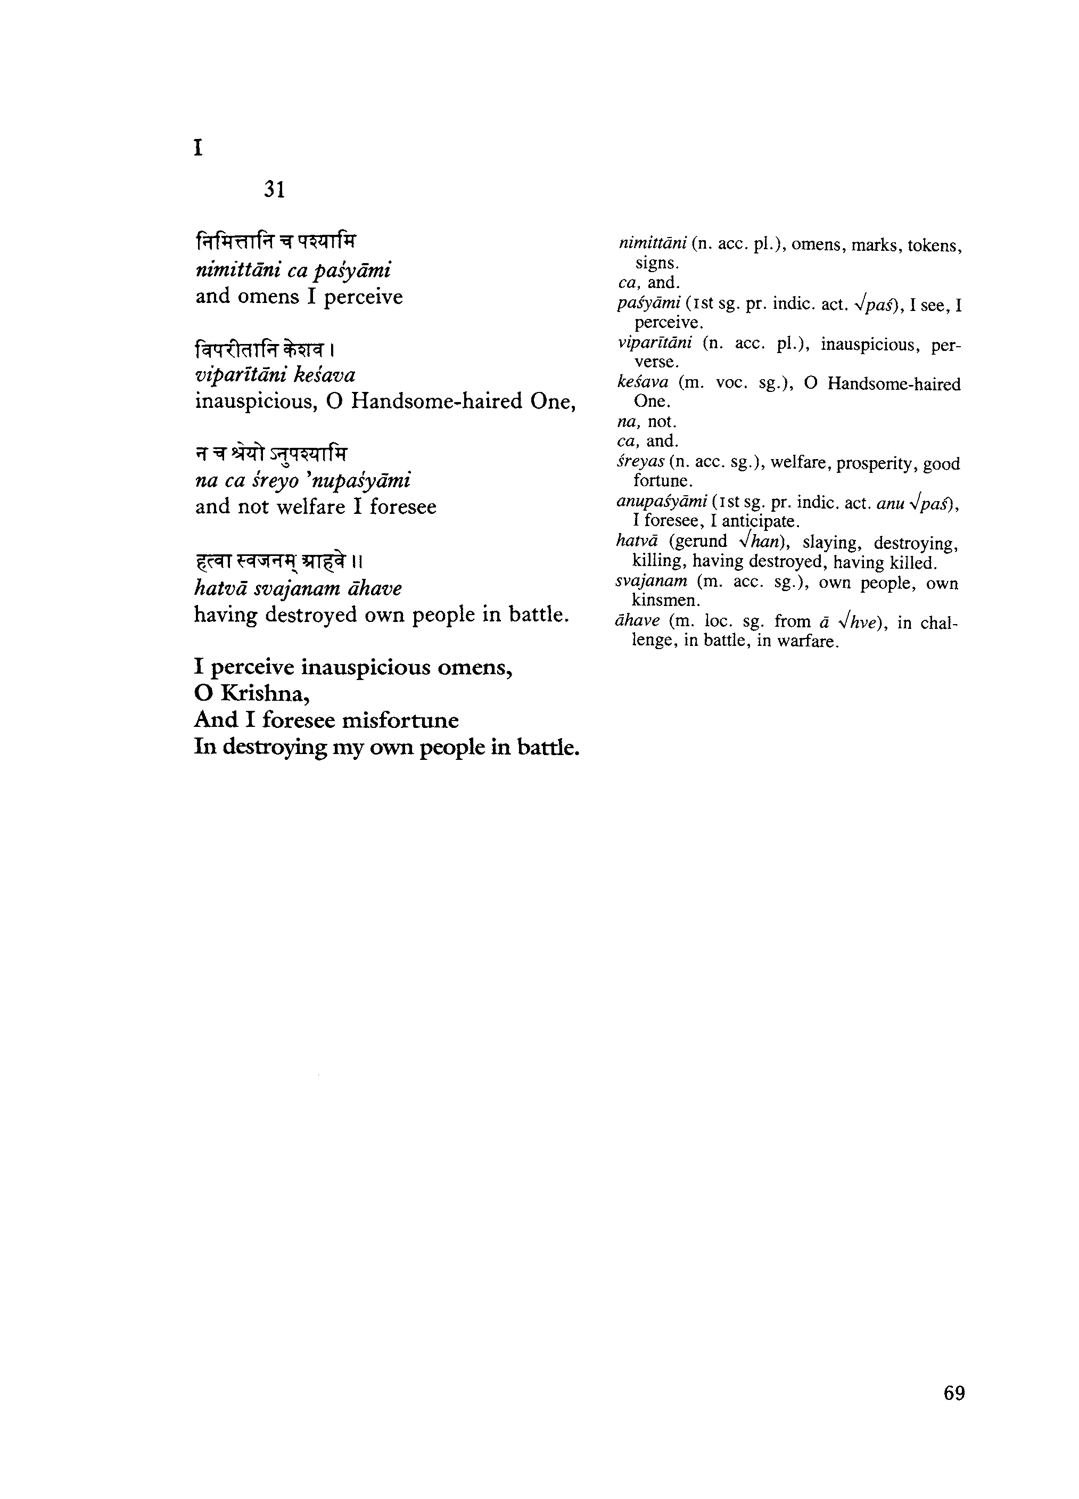 I
31
निमित्तानि च पश्यामि
nimittāni ca paśyāmi
and omens I perceive
विपरीतानि केशव ।
viparītāni keśava
inauspicious, O Handsome-haired One,
न च श्रेयो ऽनुपश्यामि
na ca śreyo 'nupaśyāmi
and not welfare I foresee
हत्वा स्वजनम् आहवे ॥
hatvā svajanam āhave
having destroyed own people in battle.
I perceive inauspicious omens,
O Krishna,
And I foresee misfortune
In destroying my own people in battle.
nimittāni (n. acc. pl.), omens, marks, tokens,
signs.
ca, and.
paśyāmi (1st sg. pr. indic. act. √paś), I see, I
perceive.
viparītāni (n. acc. pl.), inauspicious, per-
verse.
keśava (m. voc. sg.), O Handsome-haired
One.
na, not.
ca, and.
śreyas (n. acc. sg.), welfare, prosperity, good
fortune.
anupaśyāmi (1st sg. pr. indic. act. anu √paś),
I foresee, I anticipate.
hatvā (gerund √han), slaying, destroying,
killing, having destroyed, having killed.
svajanam (m. acc. sg.), own people, own
kinsmen.
āhave (m. loc. sg. from ā √hve), in chal-
lenge, in battle, in warfare.
69